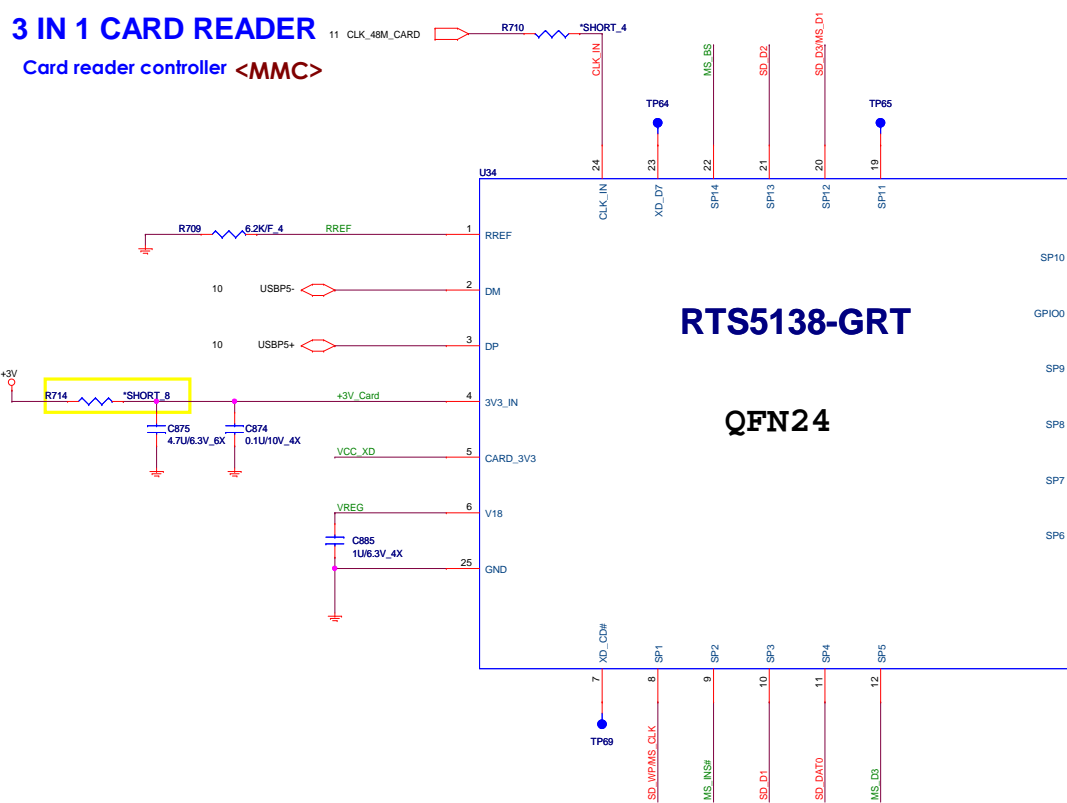 3 IN 1 CARD READER
Card reader controller <MMC>
11 CLK_48M_CARD
R710
*SHORT_4
CLK_IN
MS_BS
SD_D2
SD_D3/MS_D1
TP64
TP65
24
23
22
21
20
19
U34
CLK_IN
XD_D7
SP14
SP13
SP12
SP11
R709
6.2K/F_4
RREF
1
RREF
10
USBP5-
2
DM
10
USBP5+
3
DP
+3V
R714
*SHORT_8
+3V_Card
4
3V3_IN
C875
4.7U/6.3V_6X
C874
0.1U/10V_4X
VCC_XD
5
CARD_3V3
VREG
6
V18
C885
1U/6.3V_4X
25
GND
RTS5138-GRT
QFN24
SP10
GPIO0
SP9
SP8
SP7
SP6
XD_CD#
SP1
SP2
SP3
SP4
SP5
7
8
9
10
11
12
TP69
SD_WP/MS_CLK
MS_INS#
SD_D1
SD_DAT0
MS_D3